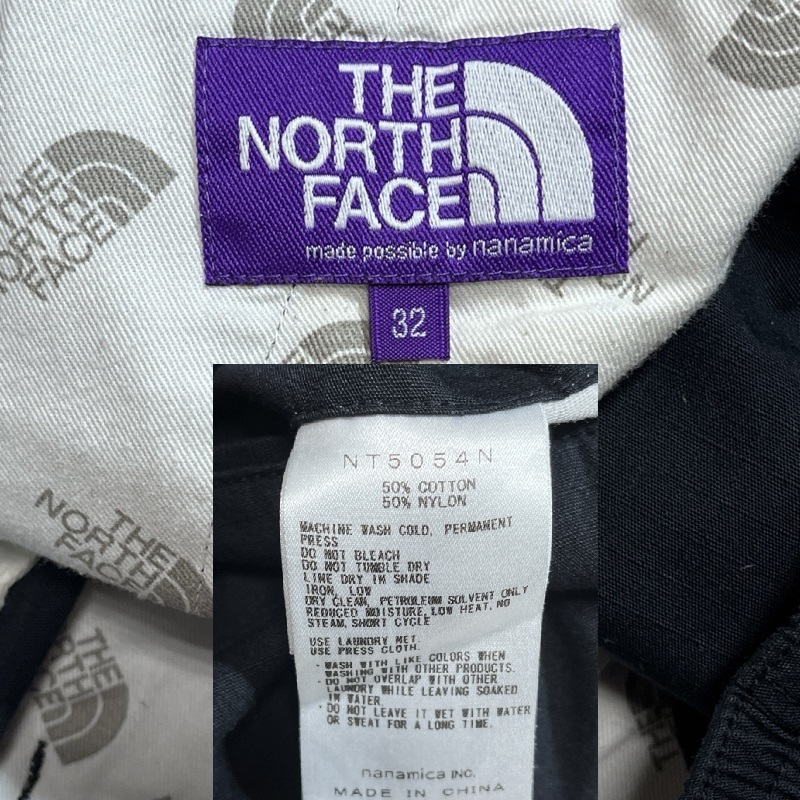 THE
NORTH
FACE
made possible by nanamica
32
THE
NORTH
FACE
THE
NORTH
FACE
NORTH
FACE
NT5054N
50% COTTON
50% NYLON
MACHINE WASH COLD, PERMANENT
PRESS
DO NOT BLEACH
DO NOT TUMBLE DRY
LINE DRY IN SHADE
IRON, LOW
DRY CLEAN, PETROLEUM SOLVENT ONLY
REDUCED MOISTURE, LOW HEAT, NO
STEAM, SHORT CYCLE
USE LAUNDRY NET.
USE PRESS CLOTH.
・WASH WITH LIKE COLORS WHEN
WASHING WITH OTHER PRODUCTS.
・DO NOT OVERLAP WITH OTHER
LAUNDRY WHILE LEAVING SOAKED
IN WATER.
・DO NOT LEAVE IT WET WITH WATER
OR SWEAT FOR A LONG TIME.
nanamica INC.
MADE IN CHINA